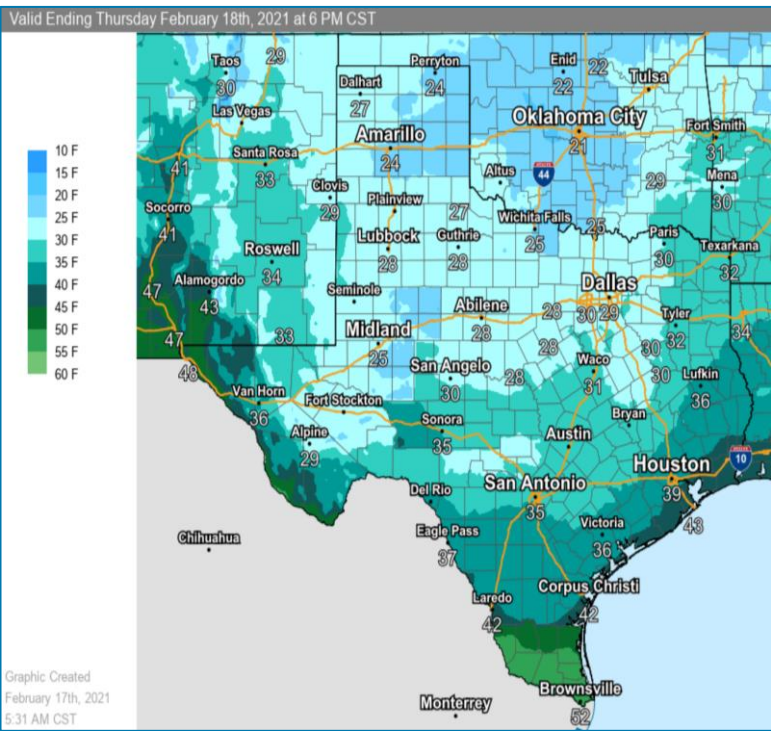 Valid Ending Thursday February 18th, 2021 at 6 PM CST
Taos
30
29
Perryton
24
Enid
22
22
Tulsa
Dalhart
27
Las Vegas
Oklahoma City
21
Amarillo
24
Fort Smith
31
41
Santa Rosa
33
Altus
44
Mena
30
29
Clovis
29
Plainview
27
Socorro
41
Wichita Falls
25
25
Lubbock
28
Guthrie
28
Paris
30
Texarkana
32
Roswell
34
Alamogordo
43
47
Seminole
Dallas
30
29
Abilene
28
28
Tyler
32
34
47
33
Midland
25
48
San Angelo
30
28
28
Waco
31
30
30
Lufkin
36
Van Horn
36
Fort Stockton
Sonora
35
Bryan
Alpine
29
Austin
Houston
39
10
Del Rio
San Antonio
35
43
Eagle Pass
37
Victoria
36
Chihuahua
Corpus Christi
42
Laredo
42
Brownsville
52
Monterrey
10 F
15 F
20 F
25 F
30 F
35 F
40 F
45 F
50 F
55 F
60 F
Graphic Created
February 17th, 2021
5:31 AM CST